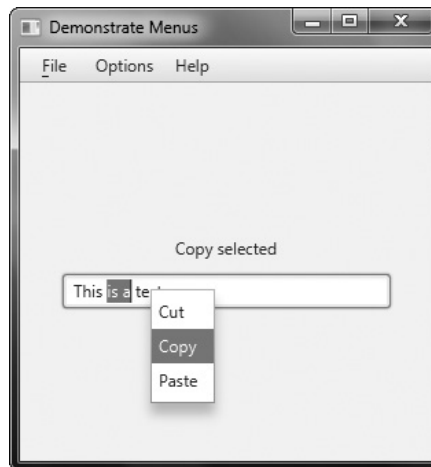 Demonstrate Menus
File Options Help
Copy selected
This is a te
Cut
Copy
Paste